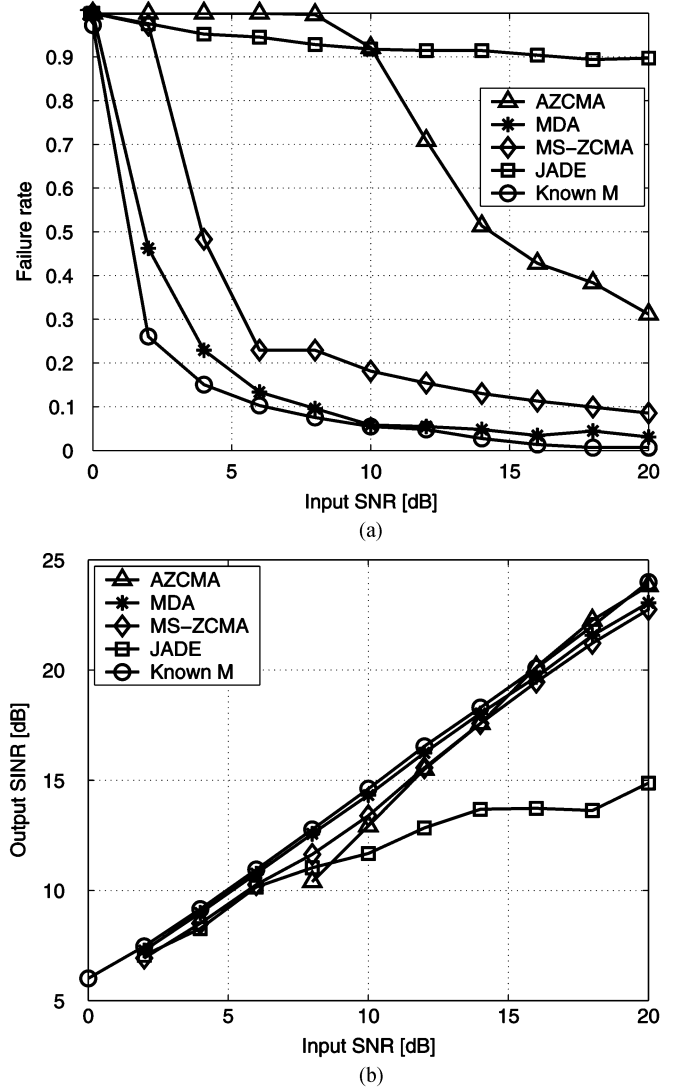 0.9
0.8
0.7
0.6
0.5
0.4
0.3
0.2
0.1
0
Failure rate
AZCMA
MDA
MS-ZCMA
JADE
Known M
0 5 10 15 20
Input SNR [dB]
(a)
25
20
15
10
5
Output SINR [dB]
AZCMA
MDA
MS-ZCMA
JADE
Known M
0 5 10 15 20
Input SNR [dB]
(b)